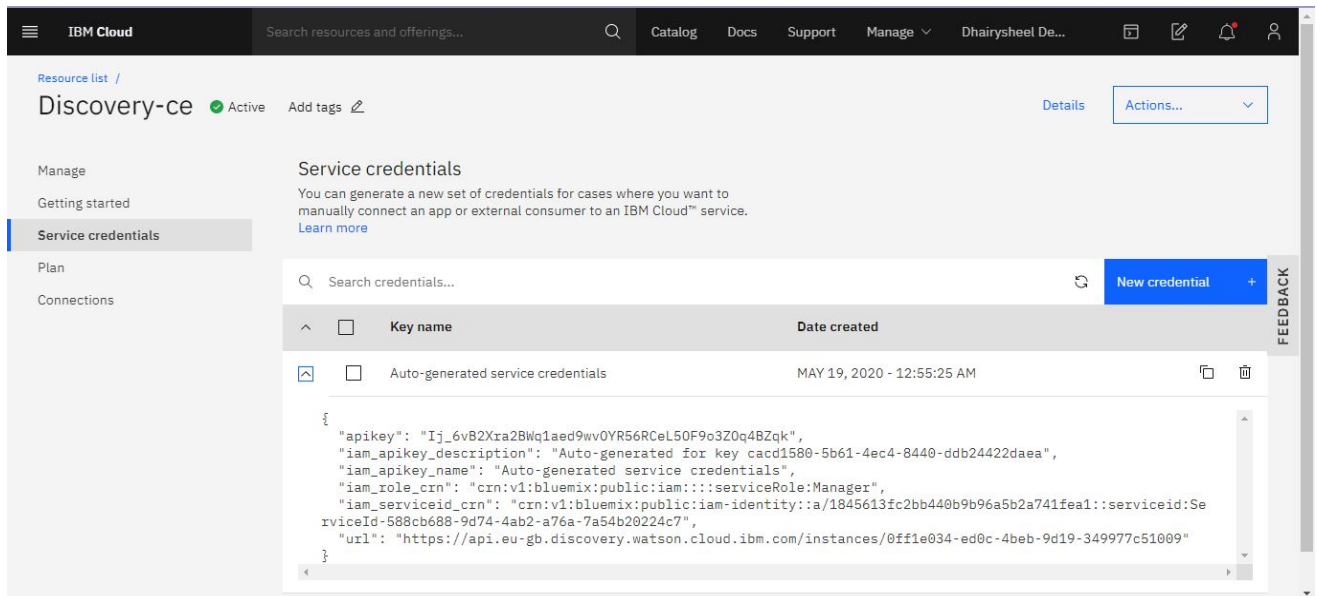 IBM Cloud
Search resources and offerings...
Catalog
Docs
Support
Manage
Dhairysheel De...
Resource list /
Discovery-ce
Active
Add tags
Details
Actions...
Manage
Getting started
Service credentials
Plan
Connections
Service credentials
You can generate a new set of credentials for cases where you want to
manually connect an app or external consumer to an IBM Cloud™ service.
Learn more
Search credentials...
New credential +
FEEDBACK
Key name
Date created
Auto-generated service credentials
MAY 19, 2020 - 12:55:25 AM
{
"apikey": "Ij_6vB2Xra2BWq1aed9wvOYR56RCeL5OF9o3ZOq4BZqk",
"iam_apikey_description": "Auto-generated for key cacd1580-5b61-4ec4-8440-ddb24422daea",
"iam_apikey_name": "Auto-generated service credentials",
"iam_role_crn": "crn:v1:bluemix:public:iam::::serviceRole:Manager",
"iam_serviceid_crn": "crn:v1:bluemix:public:iam-identity::a/1845613fc2bb440b9b96a5b2a741fea1::serviceid:Se
rviceId-588cb688-9d74-4ab2-a76a-7a54b20224c7",
"url": "https://api.eu-gb.discovery.watson.cloud.ibm.com/instances/0ff1e034-ed0c-4beb-9d19-349977c51009"
}